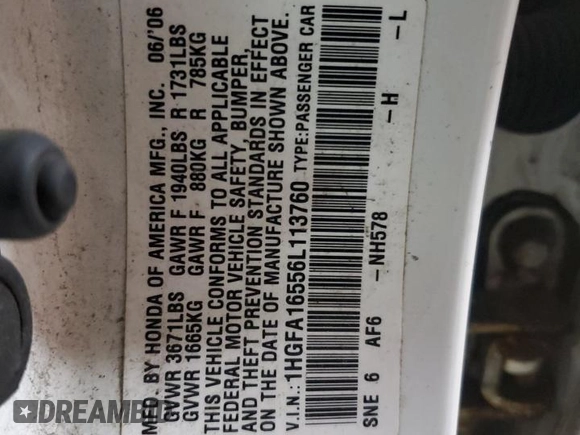 MFD BY HONDA OF AMERICA MFG., INC. 06/'06
GVWR 3671LBS GAWR F 1940LBS R 1731LBS
GVWR 1665KG GAWR F 880KG R 785KG
THIS VEHICLE CONFORMS TO ALL APPLICABLE
FEDERAL MOTOR VEHICLE SAFETY, BUMPER,
AND THEFT PREVENTION STANDARDS IN EFFECT
ON THE DATE OF MANUFACTURE SHOWN ABOVE.
V.I.N.: 1HGFA16556L113760 TYPE:PASSENGER CAR
SNE 6 AF6 -NH578 -H -L
DREAMBID